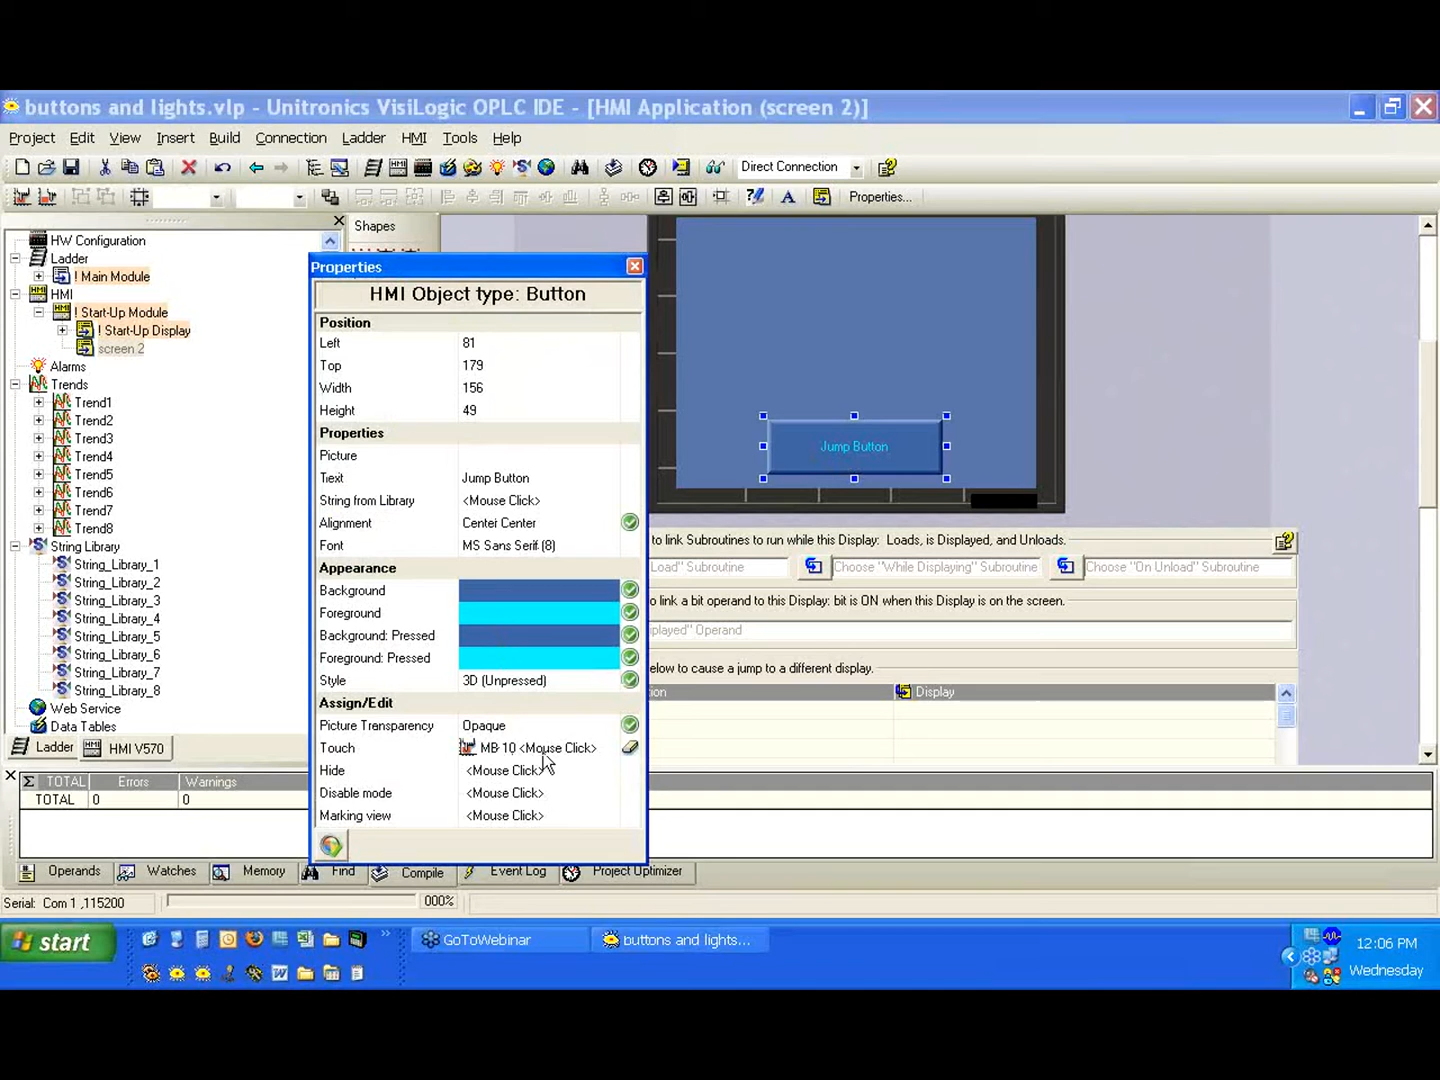 buttons and lights.vlp - Unitronics VisiLogic OPLC IDE - [HMI Application (screen 2)]
Project Edit View Insert Build Connection Ladder HMI Tools Help
Direct Connection
Properties...
HW Configuration
Ladder
! Main Module
HMI
! Start-Up Module
! Start-Up Display
screen 2
Alarms
Trends
Trend1
Trend2
Trend3
Trend4
Trend5
Trend6
Trend7
Trend8
String Library
String_Library_1
String_Library_2
String_Library_3
String_Library_4
String_Library_5
String_Library_6
String_Library_7
String_Library_8
Web Service
Data Tables
Ladder HMI V570
Shapes
Properties
HMI Object type: Button
Position
Left 81
Top 179
Width 156
Height 49
Properties
Picture
Text Jump Button
String from Library <Mouse Click>
Alignment Center Center
Font MS Sans Serif (8)
Appearance
Background
Foreground
Background: Pressed
Foreground: Pressed
Style 3D (Unpressed)
Assign/Edit
Picture Transparency Opaque
Touch MB 10 <Mouse Click>
Hide <Mouse Click>
Disable mode <Mouse Click>
Marking view <Mouse Click>
Jump Button
to link Subroutines to run while this Display: Loads, is Displayed, and Unloads.
Load" Subroutine Choose "While Displaying" Subroutine Choose "On Unload" Subroutine
to link a bit operand to this Display: bit is ON when this Display is on the screen.
played" Operand
elow to cause a jump to a different display.
ion Display
Σ TOTAL Errors Warnings
TOTAL 0 0
Operands Watches Memory Find Compile Event Log Project Optimizer
Serial: Com 1 ,115200 000%
start GoToWebinar buttons and lights... 12:06 PM
Wednesday